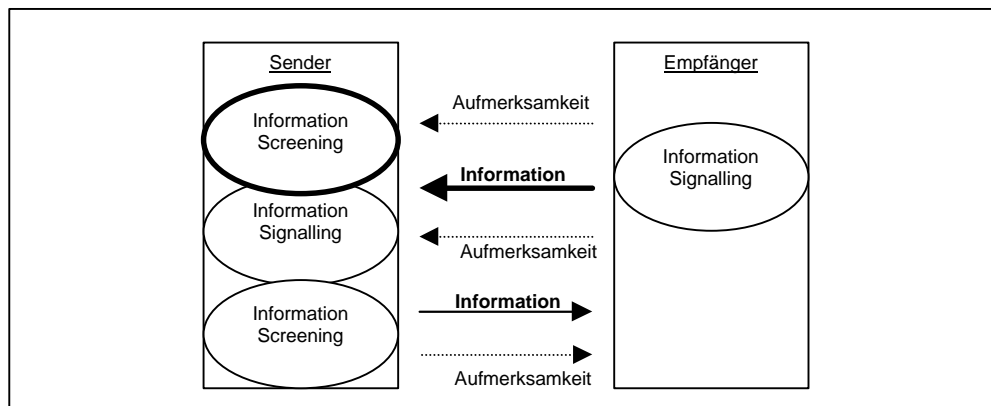 Sender
Information
Screening
Information
Signalling
Information
Screening
Aufmerksamkeit
Information
Aufmerksamkeit
Information
Aufmerksamkeit
Empfänger
Information
Signalling